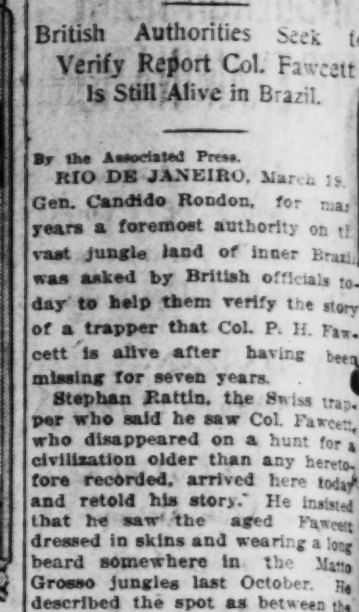 British Authorities Seek t
Verify Report Col. Fawcett
Is Still Alive in Brazil.
By the Associated Press.
RIO DE JANEIRO, March 18.
Gen. Candido Rondon, for
years a foremost authority on
vast jungle land of inner Brazil,
was asked by British officials to-
day to help them verify the story
of a trapper that Col. P. H. Faw-
cett is alive after having been
missing for seven years.
Stephan Rattin, the Swiss trap-
per who said he saw Col. Fawcett,
who disappeared on a hunt for a
civilization older than any hereto-
fore recorded, arrived here today
and retold his story. He insisted
that he saw the aged Fawcett
dressed in skins and wearing a long
beard somewhere in the Matto
Grosso jungles last October. He
described the spot as between